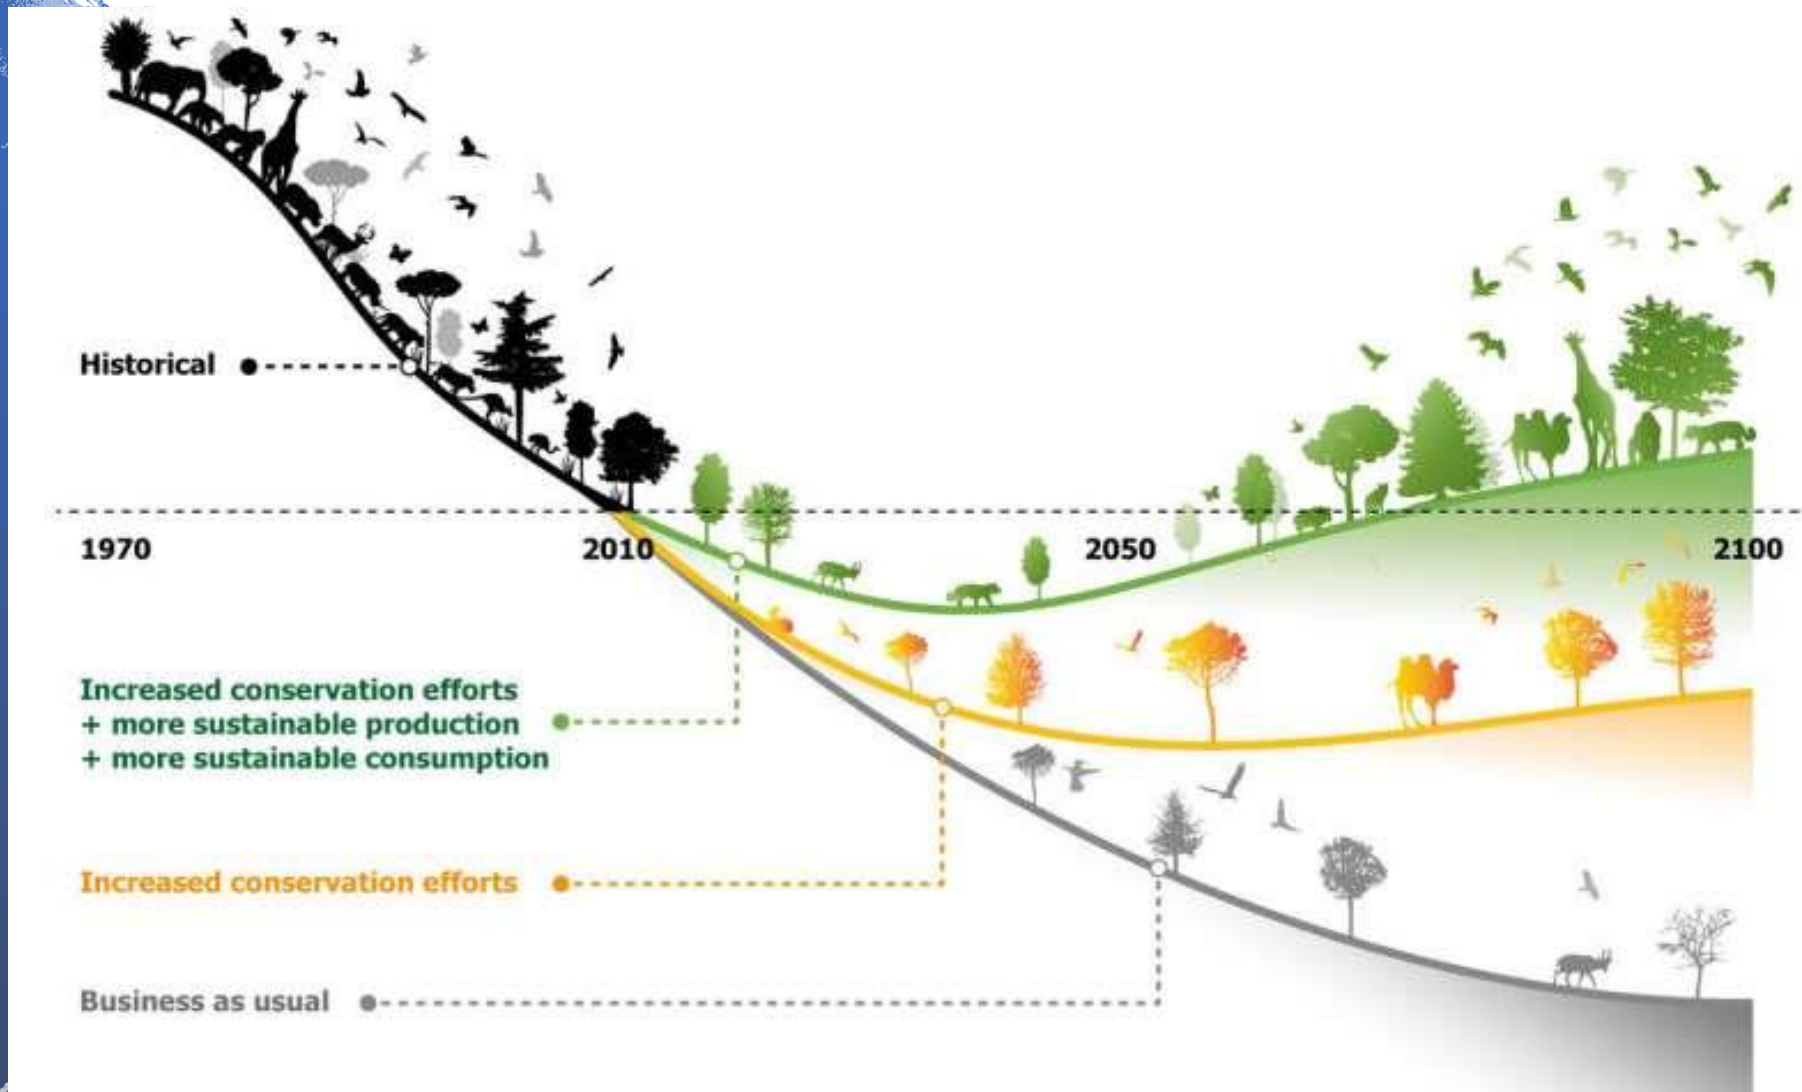 Historical
1970 2010 2050 2100
Increased conservation efforts
+ more sustainable production
+ more sustainable consumption
Increased conservation efforts
Business as usual